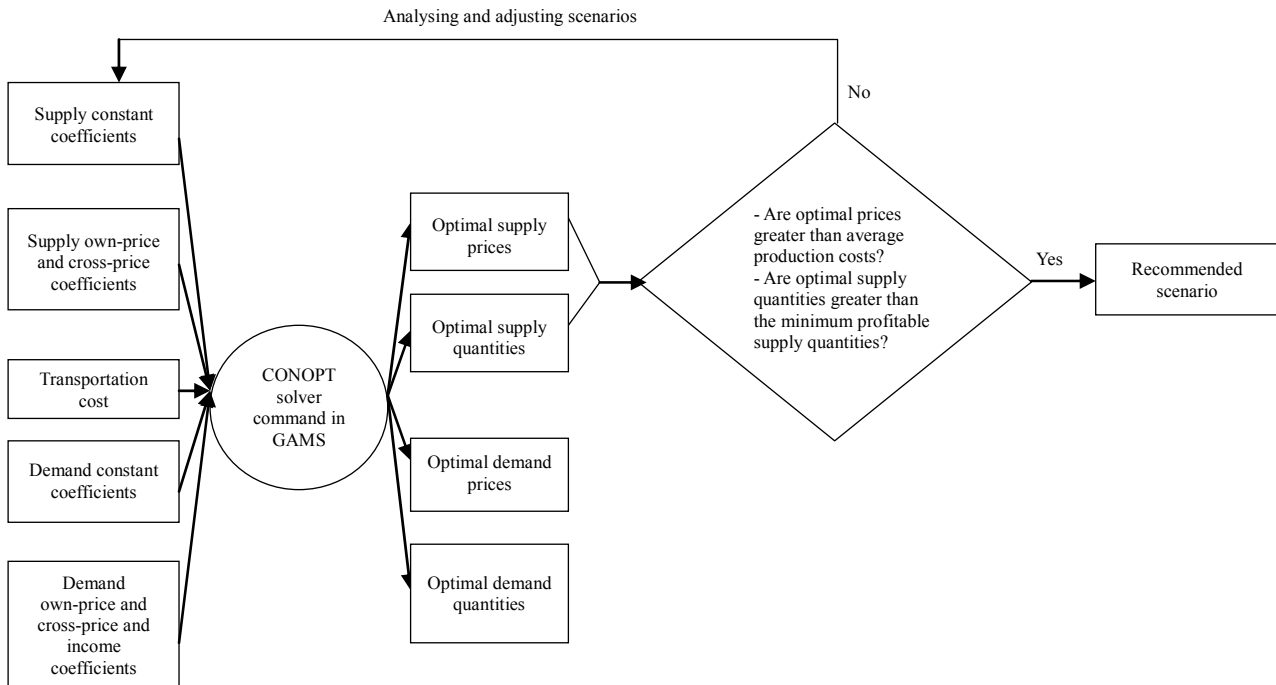 Analysing and adjusting scenarios
Supply constant
coefficients
Supply own-price
and cross-price
coefficients
Transportation
cost
Demand constant
coefficients
Demand
own-price and
cross-price and
income
coefficients
CONOPT
solver
command in
GAMS
Optimal supply
prices
Optimal supply
quantities
Optimal demand
prices
Optimal demand
quantities
- Are optimal prices
greater than average
production costs?
- Are optimal supply
quantities greater than
the minimum profitable
supply quantities?
No
Yes
Recommended
scenario